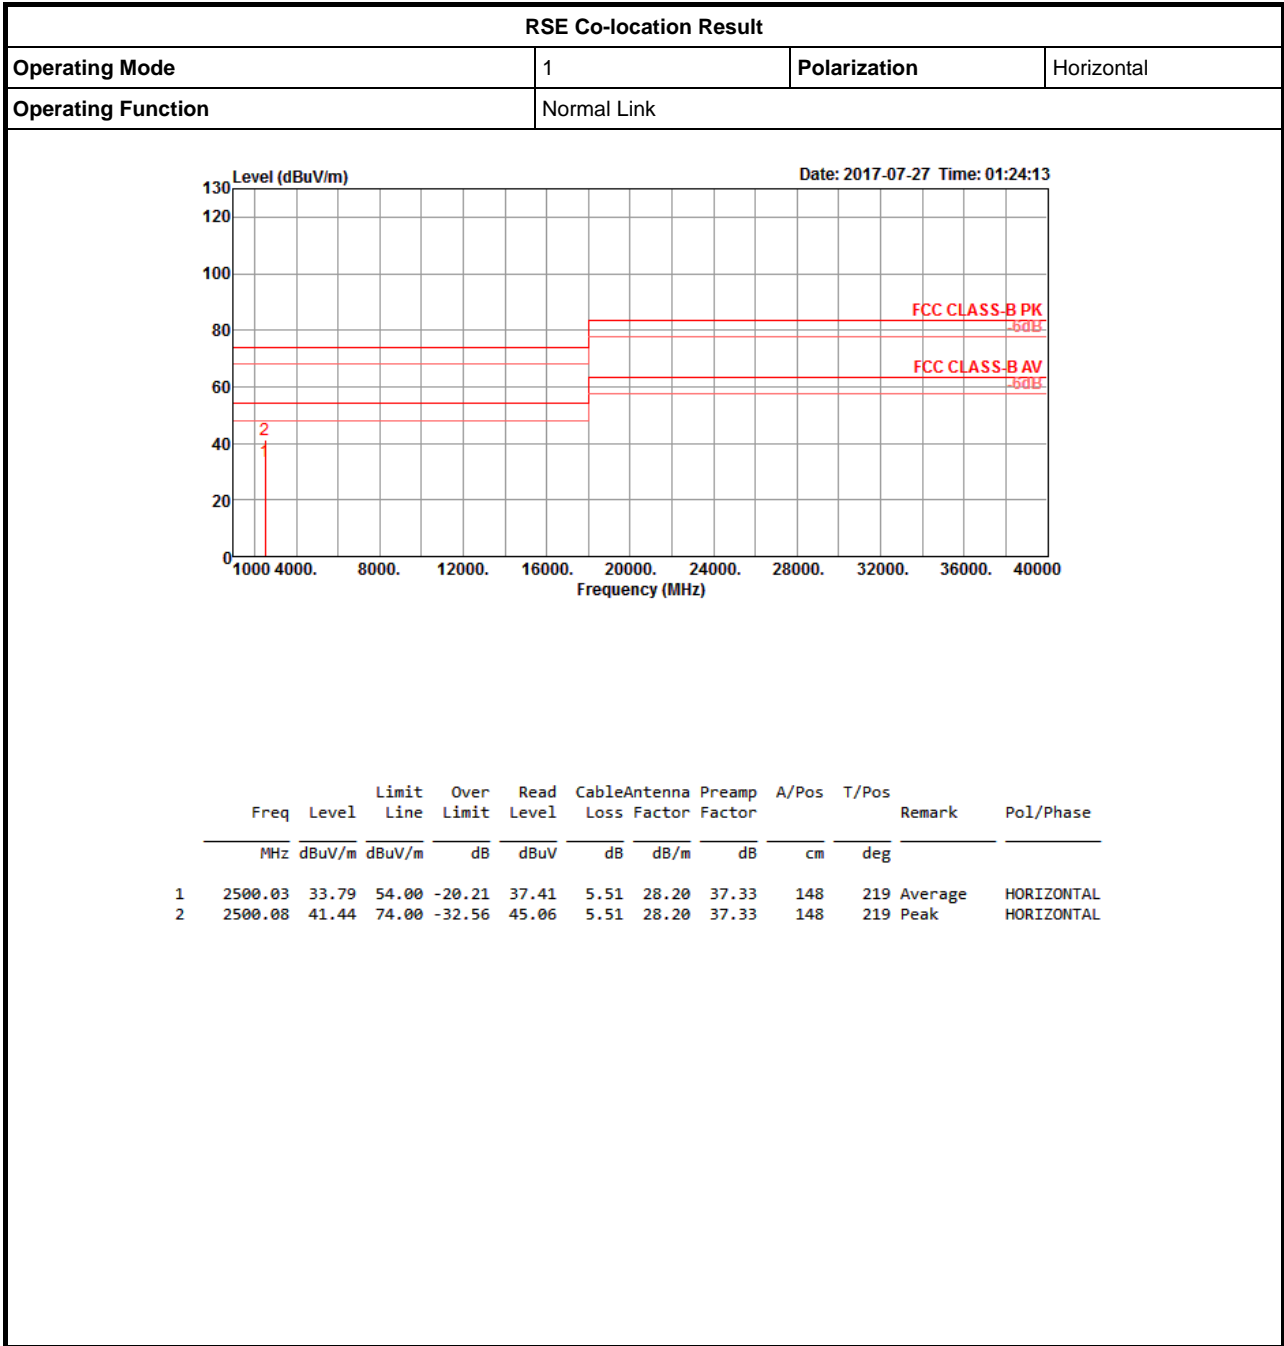 RSE Co-location Result
Operating Mode 1 Polarization Horizontal
Operating Function Normal Link
Level (dBuV/m) Date: 2017-07-27 Time: 01:24:13
130
120
100
FCC CLASS-B PK
80 -6dB
FCC CLASS-B AV
60 -6dB
2
40 1
20
0
1000 4000. 8000. 12000. 16000. 20000. 24000. 28000. 32000. 36000. 40000
Frequency (MHz)
Limit Over Read CableAntenna Preamp A/Pos T/Pos
Freq Level Line Limit Level Loss Factor Factor Remark Pol/Phase
MHz dBuV/m dBuV/m dB dBuV dB dB/m dB cm deg
1 2500.03 33.79 54.00 -20.21 37.41 5.51 28.20 37.33 148 219 Average HORIZONTAL
2 2500.08 41.44 74.00 -32.56 45.06 5.51 28.20 37.33 148 219 Peak HORIZONTAL